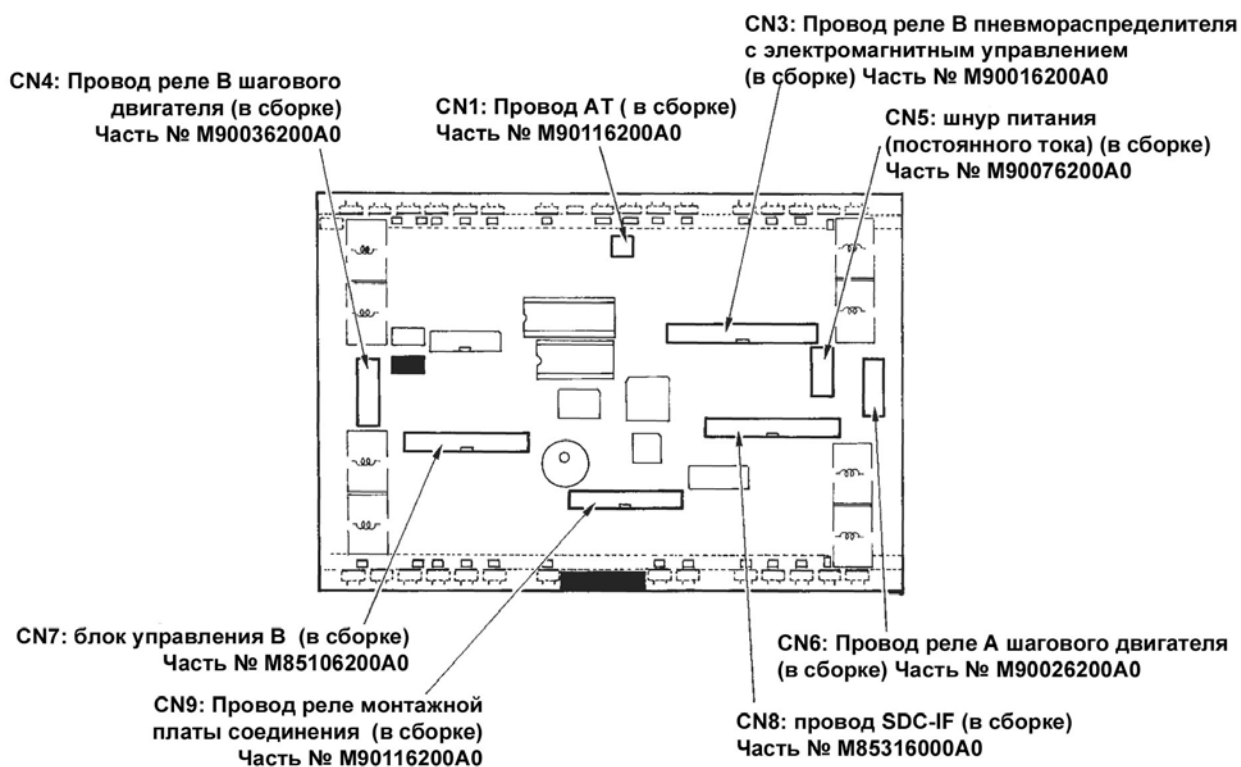 CN3: Провод реле В пневмораспределителя
с электромагнитным управлением
(в сборке) Часть № M90016200A0
CN4: Провод реле В шагового
двигателя (в сборке)
Часть № M90036200A0
CN1: Провод AT ( в сборке)
Часть № M90116200A0
CN5: шнур питания
(постоянного тока) (в сборке)
Часть № M90076200A0
CN7: блок управления В (в сборке)
Часть № M85106200A0
CN6: Провод реле А шагового двигателя
(в сборке) Часть № M90026200A0
CN9: Провод реле монтажной
платы соединения (в сборке)
Часть № M90116200A0
CN8: провод SDC-IF (в сборке)
Часть № M85316000A0